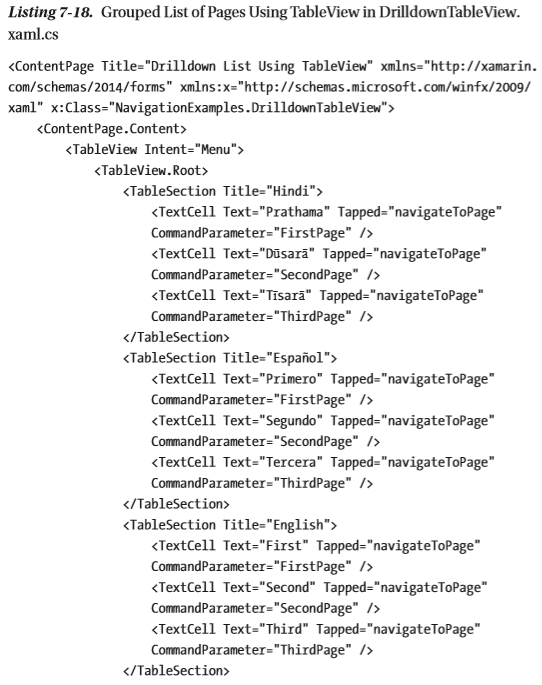 Listing 7-18. Grouped List of Pages Using TableView in DrilldownTableView.
xaml.cs
<ContentPage Title="Drilldown List Using TableView" xmlns="http://xamarin.
com/schemas/2014/forms" xmlns:x="http://schemas.microsoft.com/winfx/2009/
xaml" x:Class="NavigationExamples.DrilldownTableView">
    <ContentPage.Content>
        <TableView Intent="Menu">
            <TableView.Root>
                <TableSection Title="Hindi">
                    <TextCell Text="Prathama" Tapped="navigateToPage"
                    CommandParameter="FirstPage" />
                    <TextCell Text="Dūsarā" Tapped="navigateToPage"
                    CommandParameter="SecondPage" />
                    <TextCell Text="Tīsarā" Tapped="navigateToPage"
                    CommandParameter="ThirdPage" />
                </TableSection>
                <TableSection Title="Español">
                    <TextCell Text="Primero" Tapped="navigateToPage"
                    CommandParameter="FirstPage" />
                    <TextCell Text="Segundo" Tapped="navigateToPage"
                    CommandParameter="SecondPage" />
                    <TextCell Text="Tercera" Tapped="navigateToPage"
                    CommandParameter="ThirdPage" />
                </TableSection>
                <TableSection Title="English">
                    <TextCell Text="First" Tapped="navigateToPage"
                    CommandParameter="FirstPage" />
                    <TextCell Text="Second" Tapped="navigateToPage"
                    CommandParameter="SecondPage" />
                    <TextCell Text="Third" Tapped="navigateToPage"
                    CommandParameter="ThirdPage" />
                </TableSection>